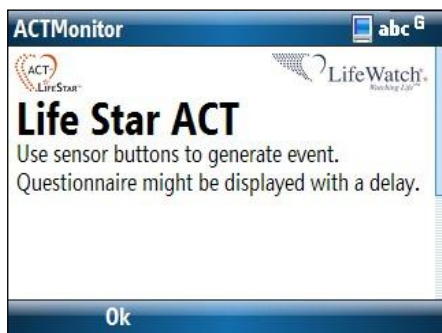 ACTMonitor
abc G
ACT
LIFESTAR
LifeWatch®
Watching Life™
Life Star ACT
Use sensor buttons to generate event.
Questionnaire might be displayed with a delay.
Ok